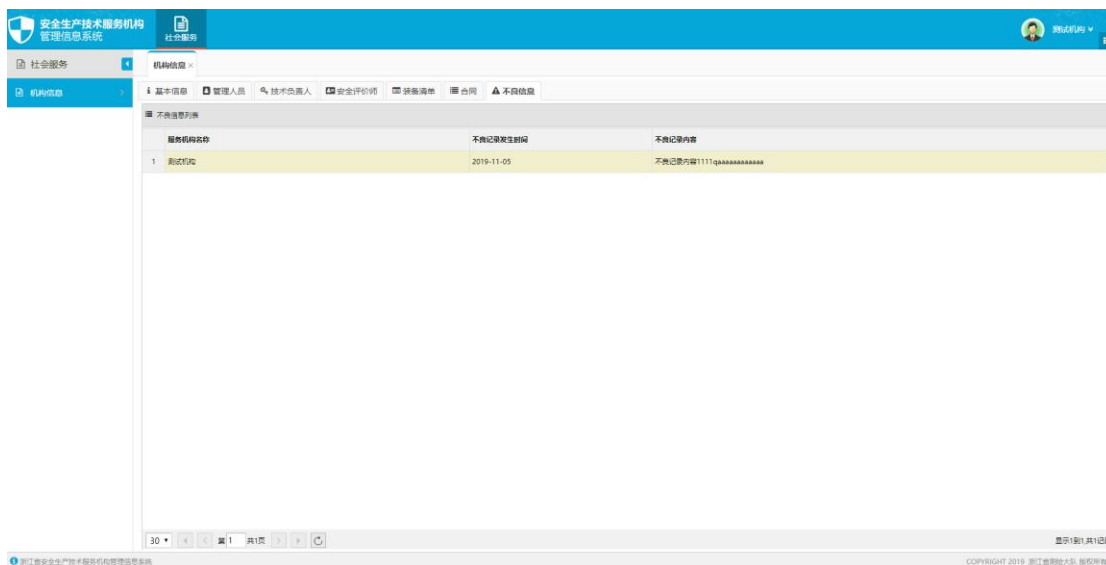 安全生产技术服务机构
管理信息系统
社会服务
测试机构
社会服务
机构信息 ×
机构信息
基本信息 管理人员 技术负责人 安全评价师 装备清单 合同 不良信息
不良信息列表
服务机构名称 不良记录发生时间 不良记录内容
1 测试机构 2019-11-05 不良记录内容1111qaaaaaaaaaaaa
30 第 1 共1页
显示1到1,共1记
浙江省安全生产技术服务机构管理信息系统
COPYRIGHT 2019 浙江省测绘大队 版权所有